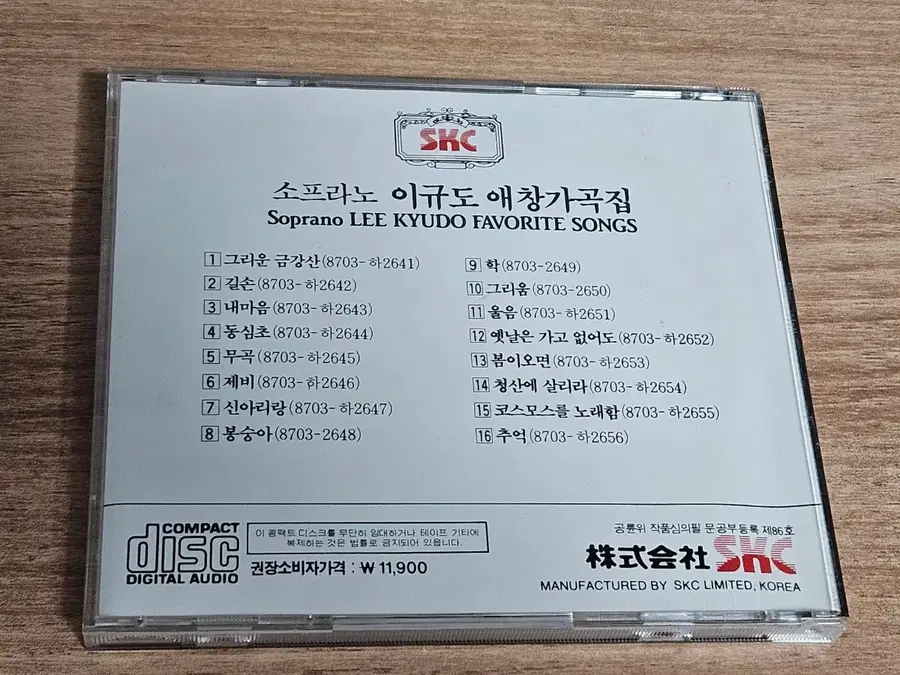 SKC
소프라노 이규도 애창가곡집
Soprano LEE KYUDO FAVORITE SONGS
1 그리운 금강산(8703-하2641)
2 길손(8703-하2642)
3 내마음(8703-하2643)
4 동심초(8703-하2644)
5 무곡(8703-하2645)
6 제비(8703-하2646)
7 신아리랑(8703-하2647)
8 봉숭아(8703-2648)
9 학(8703-2649)
10 그리움(8703-2650)
11 울음(8703-하2651)
12 옛날은 가고 없어도(8703-하2652)
13 봄이오면(8703-하2653)
14 청산에 살리라(8703-하2654)
15 코스모스를 노래함(8703-하2655)
16 추억(8703-하2656)
COMPACT
disc
DIGITAL AUDIO
이 콤팩트 디스크를 무단히 임대하거나 테이프 기타에
복제하는 것은 법률로 금지되어 있읍니다.
권장소비자가격 : ₩ 11,900
공륜위 작품심의필 문공부등록 제86호
株式会社 SKC
MANUFACTURED BY SKC LIMITED, KOREA